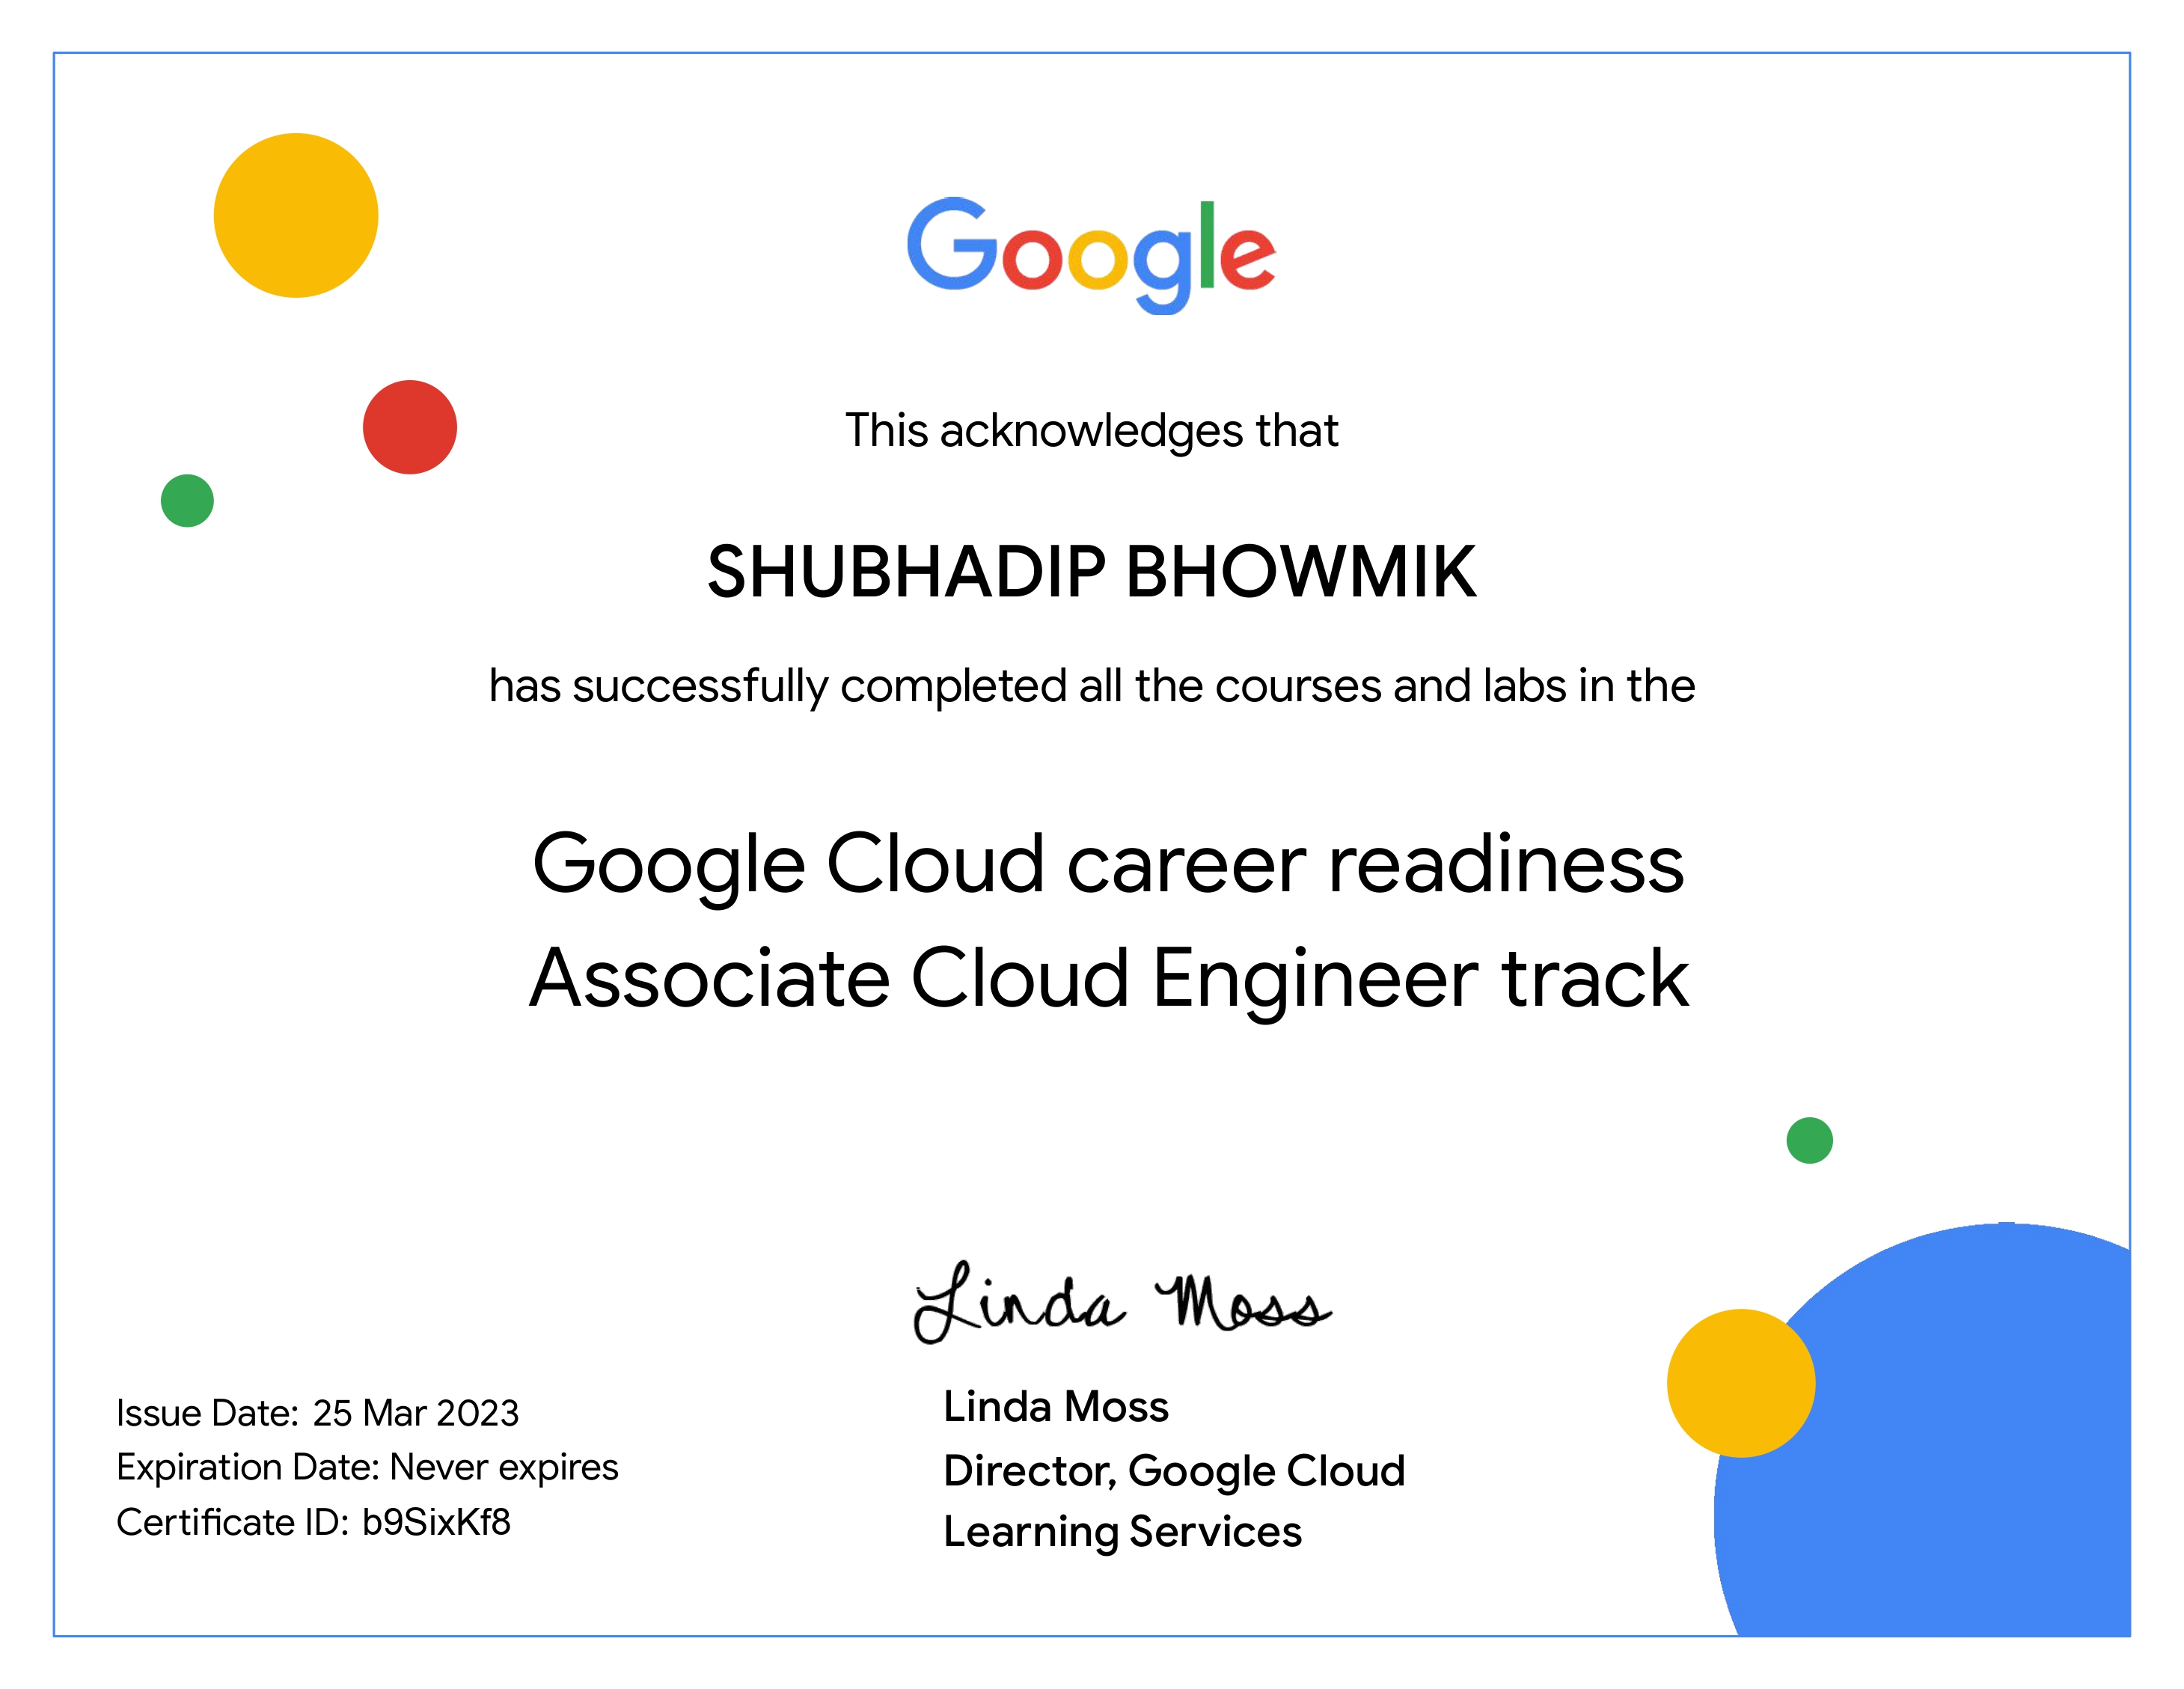 Google
This acknowledges that
SHUBHADIP BHOWMIK
has successfully completed all the courses and labs in the
Google Cloud career readiness
Associate Cloud Engineer track
Linda Moss
Linda Moss
Director, Google Cloud
Learning Services
Issue Date: 25 Mar 2023
Expiration Date: Never expires
Certificate ID: b9SixKf8